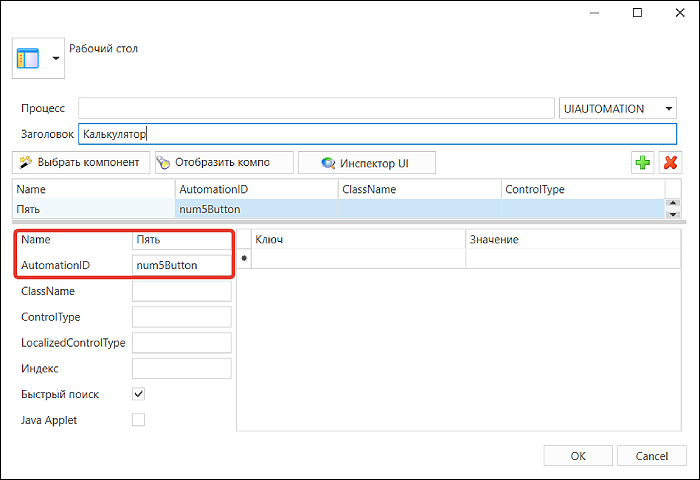 Рабочий стол
Процесс UIAUTOMATION
Заголовок Калькулятор
Выбрать компонент Отобразить компо Инспектор UI
Name AutomationID ClassName ControlType
Пять num5Button
Name Пять Ключ Значение
AutomationID num5Button
ClassName
ControlType
LocalizedControlType
Индекс
Быстрый поиск
Java Applet
OK Cancel